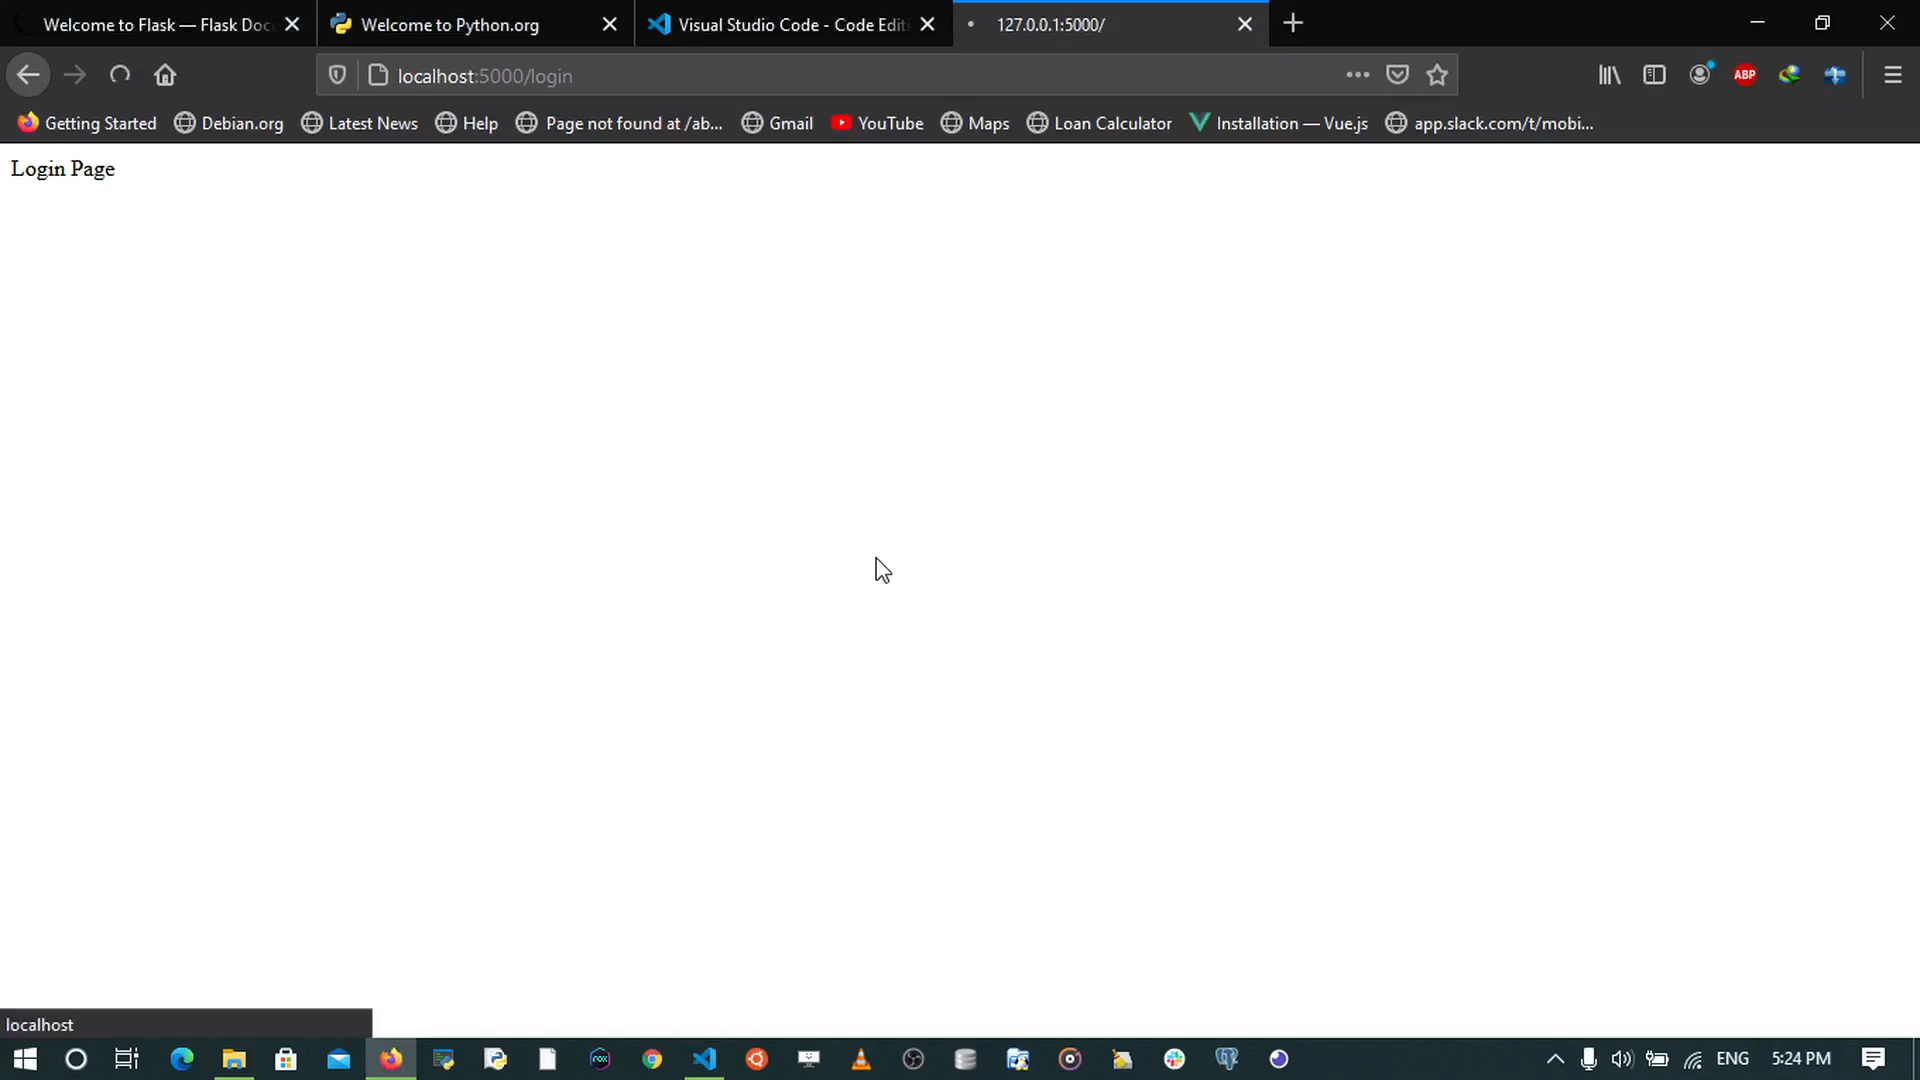 Welcome to Flask — Flask Doc
Welcome to Python.org
Visual Studio Code - Code Edit
127.0.0.1:5000/
localhost:5000/login
ABP
Getting Started
Debian.org
Latest News
Help
Page not found at /ab...
Gmail
YouTube
Maps
Loan Calculator
Installation — Vue.js
app.slack.com/t/mobi...
Login Page
localhost
ENG
5:24 PM